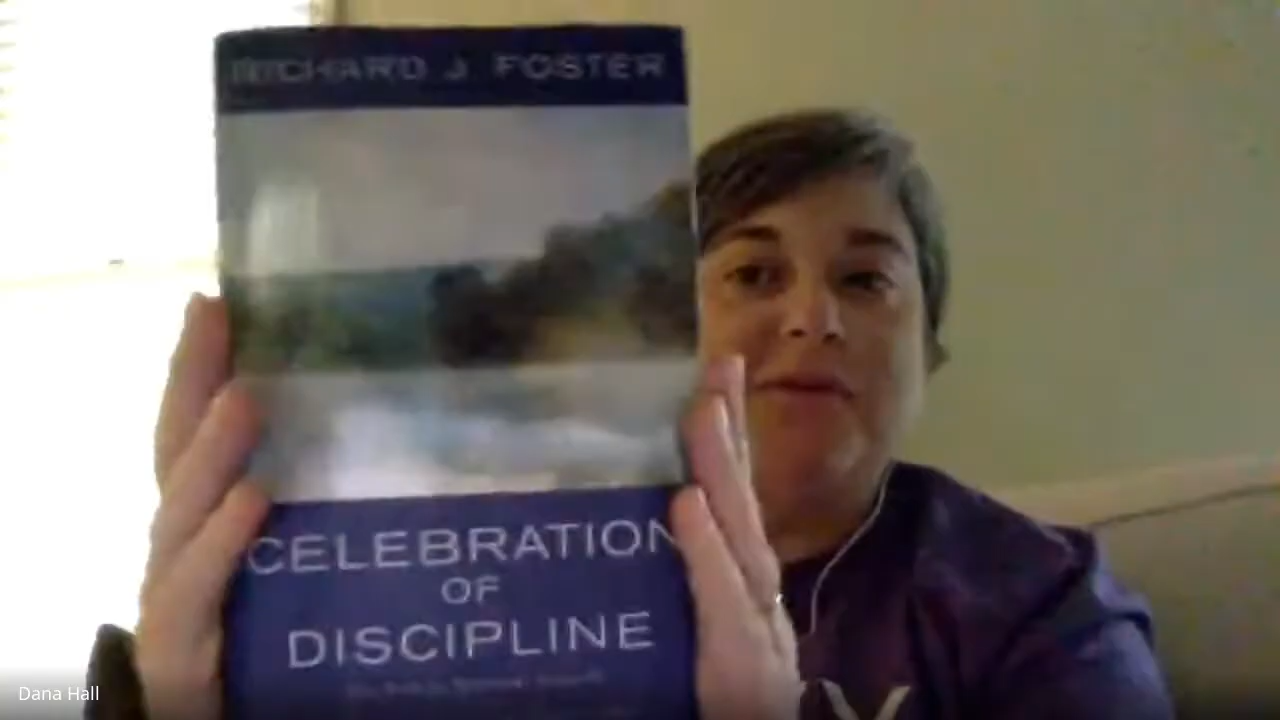 RICHARD J. FOSTER
CELEBRATION
OF
DISCIPLINE
Dana Hall